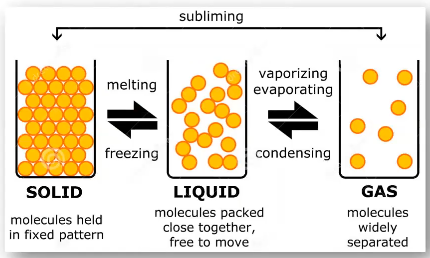 subliming
melting
freezing
vaporizing
evaporating
condensing
SOLID
molecules held
in fixed pattern
LIQUID
molecules packed
close together,
free to move
GAS
molecules
widely
separated